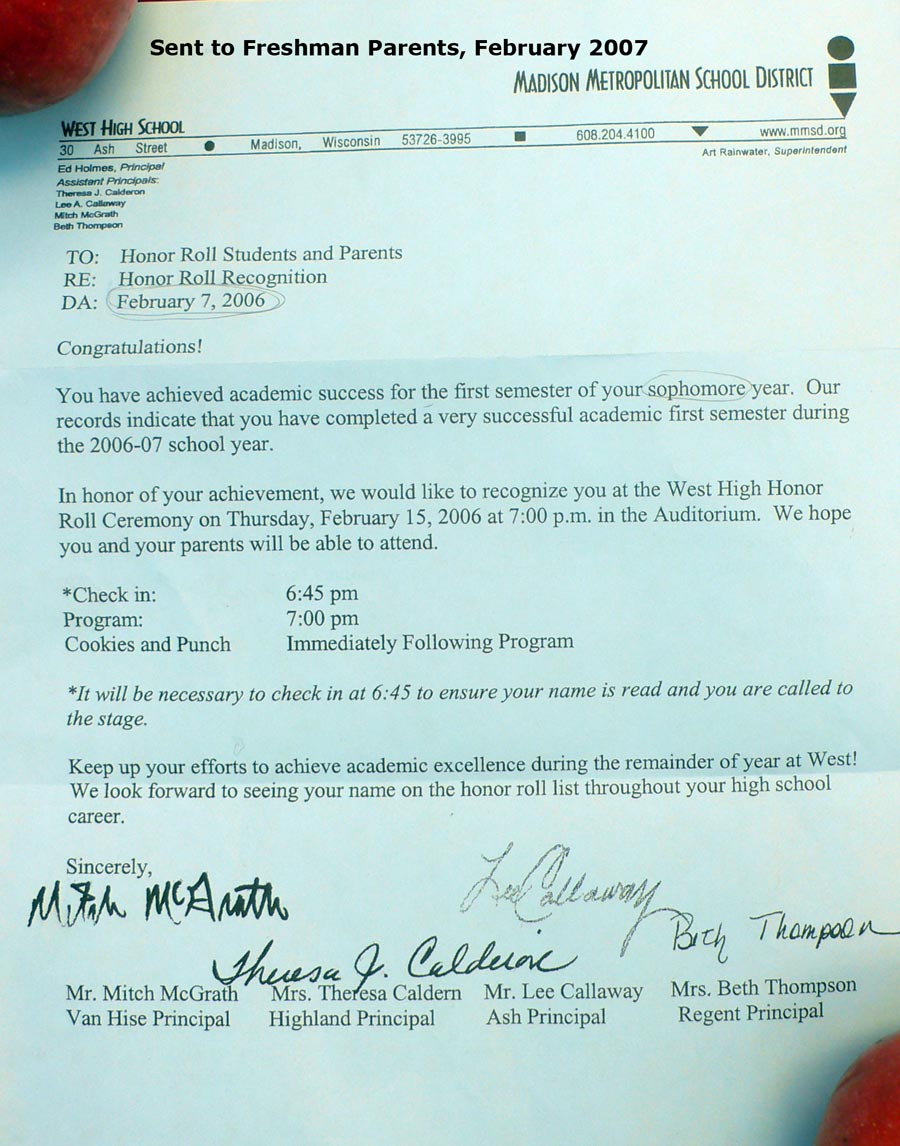 Sent to Freshman Parents, February 2007
MADISON METROPOLITAN SCHOOL DISTRICT
WEST HIGH SCHOOL
30 Ash Street Madison, Wisconsin 53726-3995 608.204.4100 www.mmsd.org
Art Rainwater, Superintendent
Ed Holmes, Principal
Assistant Principals:
Theresa J. Calderon
Lee A. Callaway
Mitch McGrath
Beth Thompson
TO: Honor Roll Students and Parents
RE: Honor Roll Recognition
DA: February 7, 2006
Congratulations!
You have achieved academic success for the first semester of your sophomore year. Our
records indicate that you have completed a very successful academic first semester during
the 2006-07 school year.
In honor of your achievement, we would like to recognize you at the West High Honor
Roll Ceremony on Thursday, February 15, 2006 at 7:00 p.m. in the Auditorium. We hope
you and your parents will be able to attend.
*Check in: 6:45 pm
Program: 7:00 pm
Cookies and Punch Immediately Following Program
*It will be necessary to check in at 6:45 to ensure your name is read and you are called to
the stage.
Keep up your efforts to achieve academic excellence during the remainder of year at West!
We look forward to seeing your name on the honor roll list throughout your high school
career.
Sincerely,
Mitch McGrath
Lee Callaway
Beth Thompson
Theresa J. Calderon
Mr. Mitch McGrath Mrs. Theresa Caldern Mr. Lee Callaway Mrs. Beth Thompson
Van Hise Principal Highland Principal Ash Principal Regent Principal